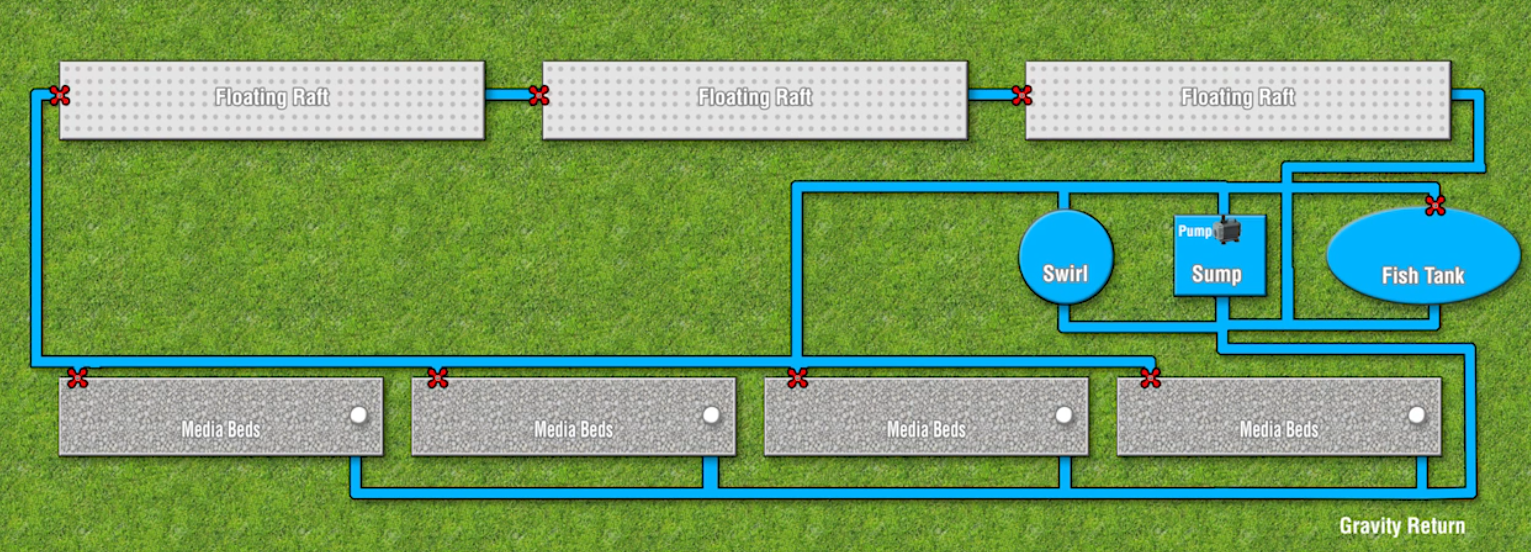 Floating Raft
Floating Raft
Floating Raft
Pump
Swirl
Sump
Fish Tank
Media Beds
Media Beds
Media Beds
Media Beds
Gravity Return